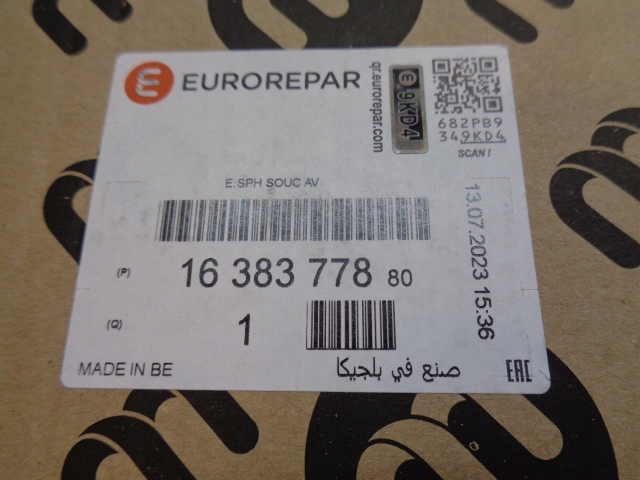 EUROREPAR
qr.eurorepar.com
e.9KD4
682PB9
349KD4
SCAN!
E:SPH SOUC AV
13.07.2023 15:36
(P) 16 383 778 80
(Q) 1
MADE IN BE
صنع في بلجيكا
EAC